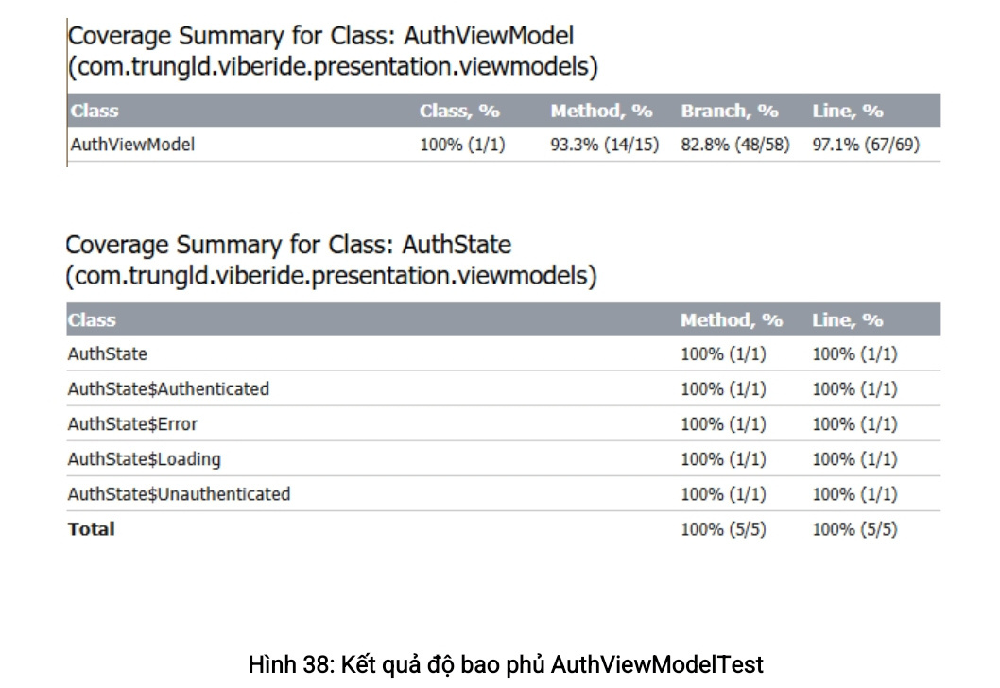 Coverage Summary for Class: AuthViewModel
(com.trungld.viberide.presentation.viewmodels)
Class Class, % Method, % Branch, % Line, %
AuthViewModel 100% (1/1) 93.3% (14/15) 82.8% (48/58) 97.1% (67/69)
Coverage Summary for Class: AuthState
(com.trungld.viberide.presentation.viewmodels)
Class Method, % Line, %
AuthState 100% (1/1) 100% (1/1)
AuthState$Authenticated 100% (1/1) 100% (1/1)
AuthState$Error 100% (1/1) 100% (1/1)
AuthState$Loading 100% (1/1) 100% (1/1)
AuthState$Unauthenticated 100% (1/1) 100% (1/1)
Total 100% (5/5) 100% (5/5)
Hình 38: Kết quả độ bao phủ AuthViewModelTest